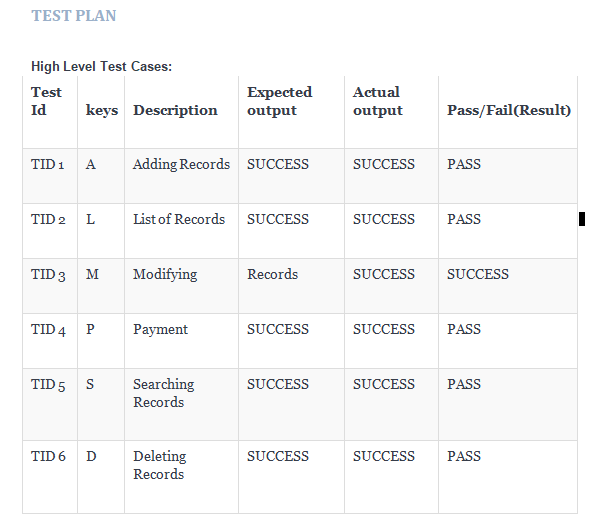 TEST PLAN
High Level Test Cases:
Test Id keys Description Expected output Actual output Pass/Fail(Result)
TID 1 A Adding Records SUCCESS SUCCESS PASS
TID 2 L List of Records SUCCESS SUCCESS PASS
TID 3 M Modifying Records SUCCESS SUCCESS
TID 4 P Payment SUCCESS SUCCESS PASS
TID 5 S Searching Records SUCCESS SUCCESS PASS
TID 6 D Deleting Records SUCCESS SUCCESS PASS